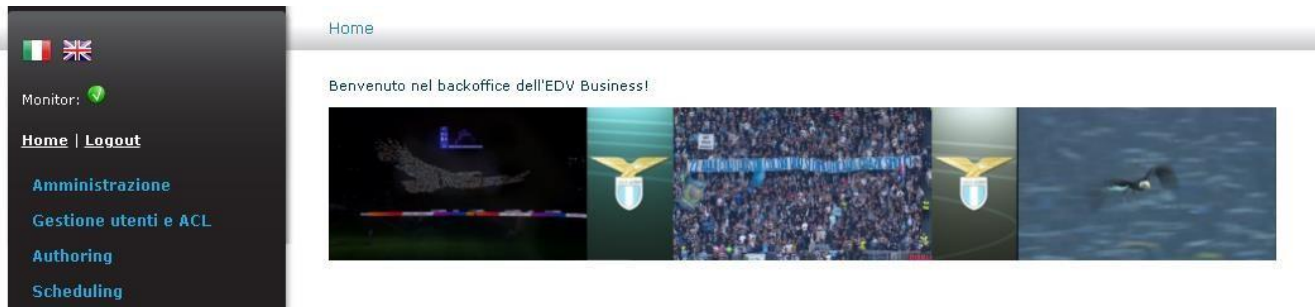 Home
Monitor:
Home | Logout
Benvenuto nel backoffice dell'EDV Business!
Amministrazione
Gestione utenti e ACL
Authoring
Scheduling